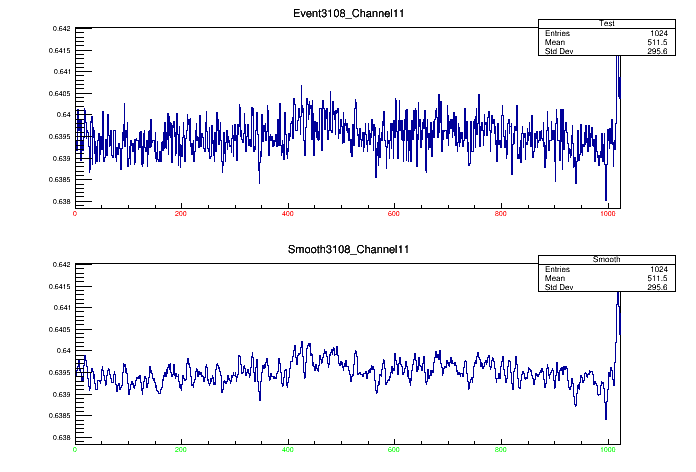 Event3108_Channel11
Test
Entries 1024
Mean 511.5
Std Dev 295.6
0.642
0.6415
0.641
0.6405
0.64
0.6395
0.639
0.6385
0.638
0 200 400 600 800 1000
Smooth3108_Channel11
Smooth
Entries 1024
Mean 511.5
Std Dev 295.6
0.642
0.6415
0.641
0.6405
0.64
0.6395
0.639
0.6385
0.638
0 200 400 600 800 1000